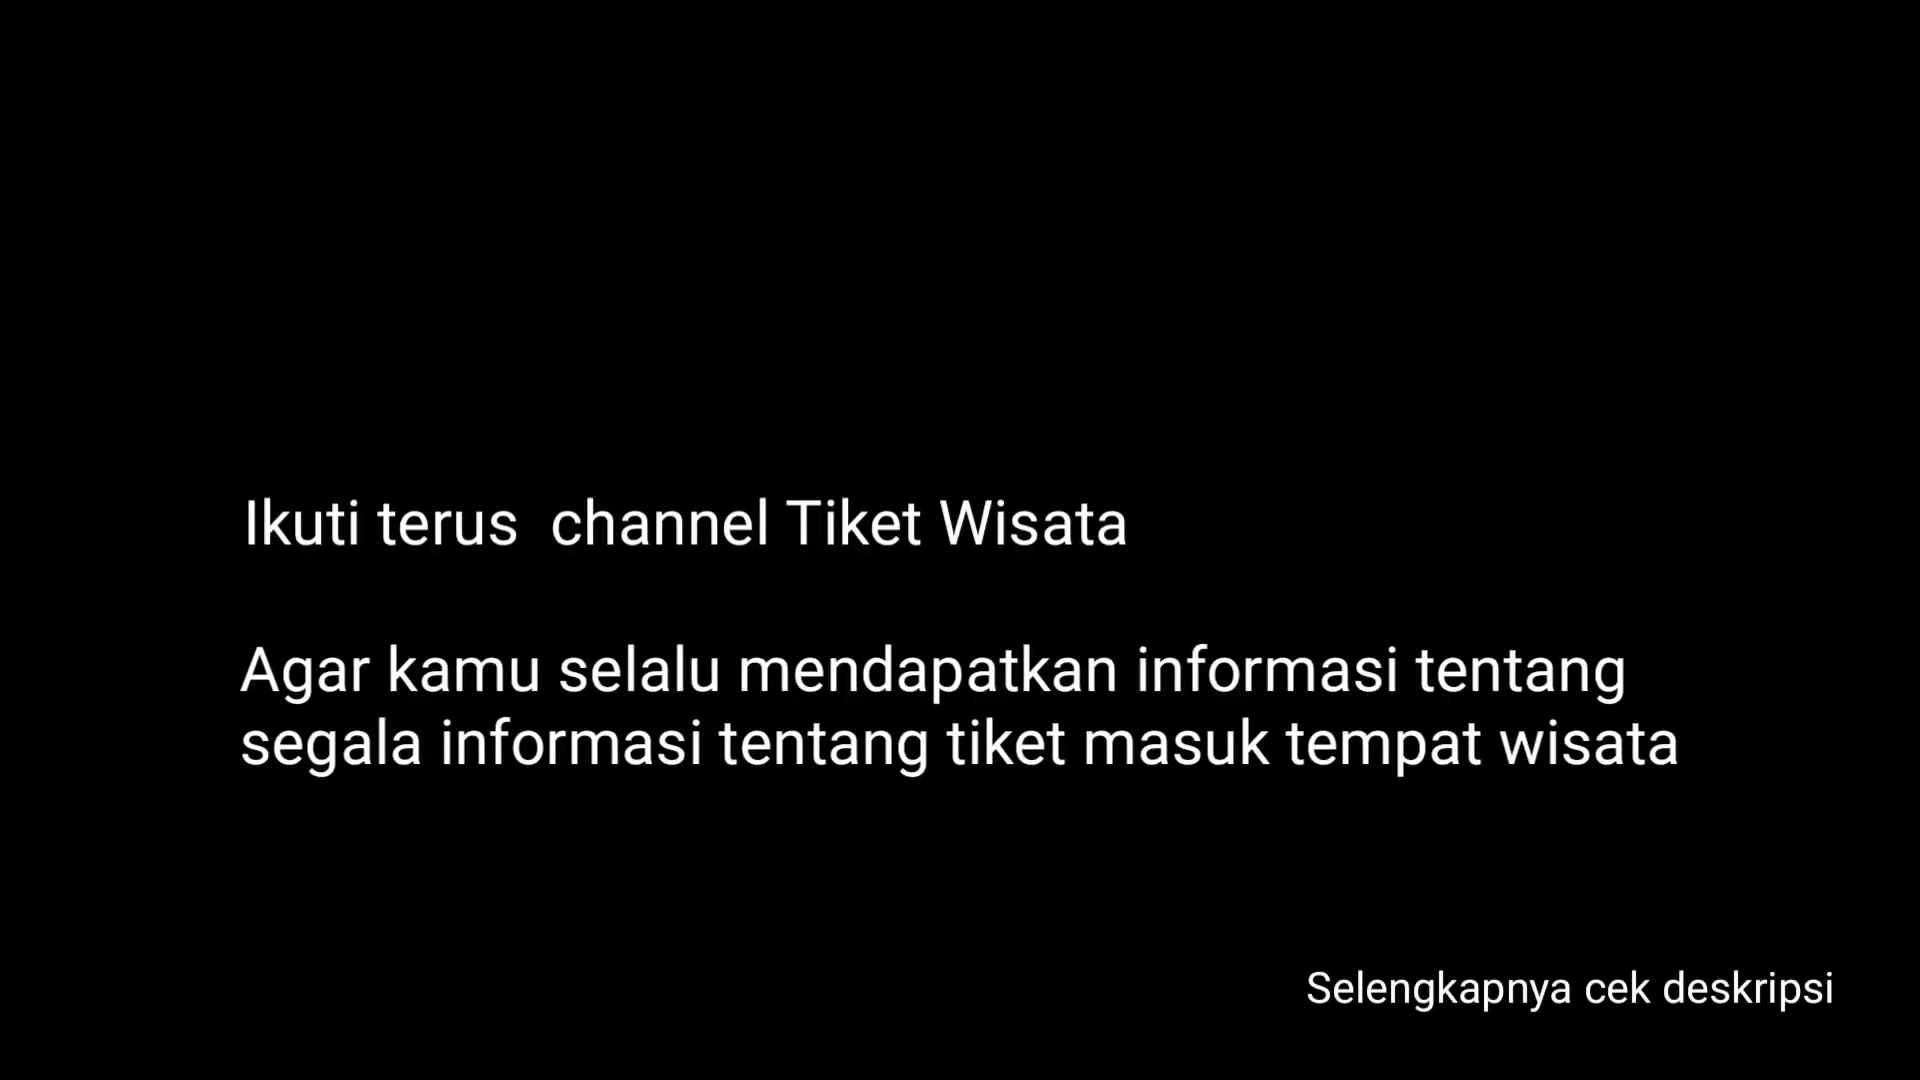 Ikuti terus  channel Tiket Wisata
Agar kamu selalu mendapatkan informasi tentang
segala informasi tentang tiket masuk tempat wisata
Selengkapnya cek deskripsi